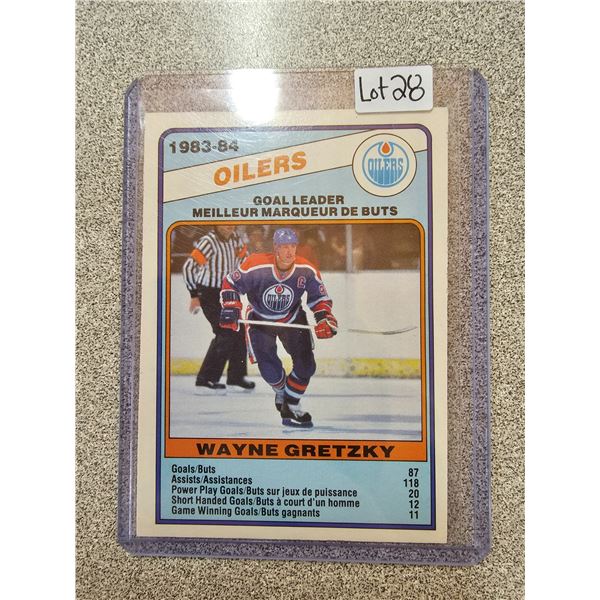 Lot 28
1983-84
OILERS
OILERS
GOAL LEADER
MEILLEUR MARQUEUR DE BUTS
C
OILERS
WAYNE GRETZKY
Goals/Buts 87
Assists/Assistances 118
Power Play Goals/Buts sur jeux de puissance 20
Short Handed Goals/Buts à court d'un homme 12
Game Winning Goals/Buts gagnants 11